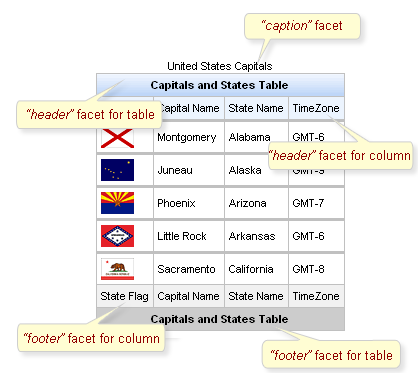 “caption” facet
United States Capitals
Capitals and States Table
“header” facet for table
Capital Name State Name TimeZone
Montgomery Alabama GMT-6
“header” facet for column
Juneau Alaska GMT-9
Phoenix Arizona GMT-7
Little Rock Arkansas GMT-6
Sacramento California GMT-8
State Flag Capital Name State Name TimeZone
Capitals and States Table
“footer” facet for column
“footer” facet for table